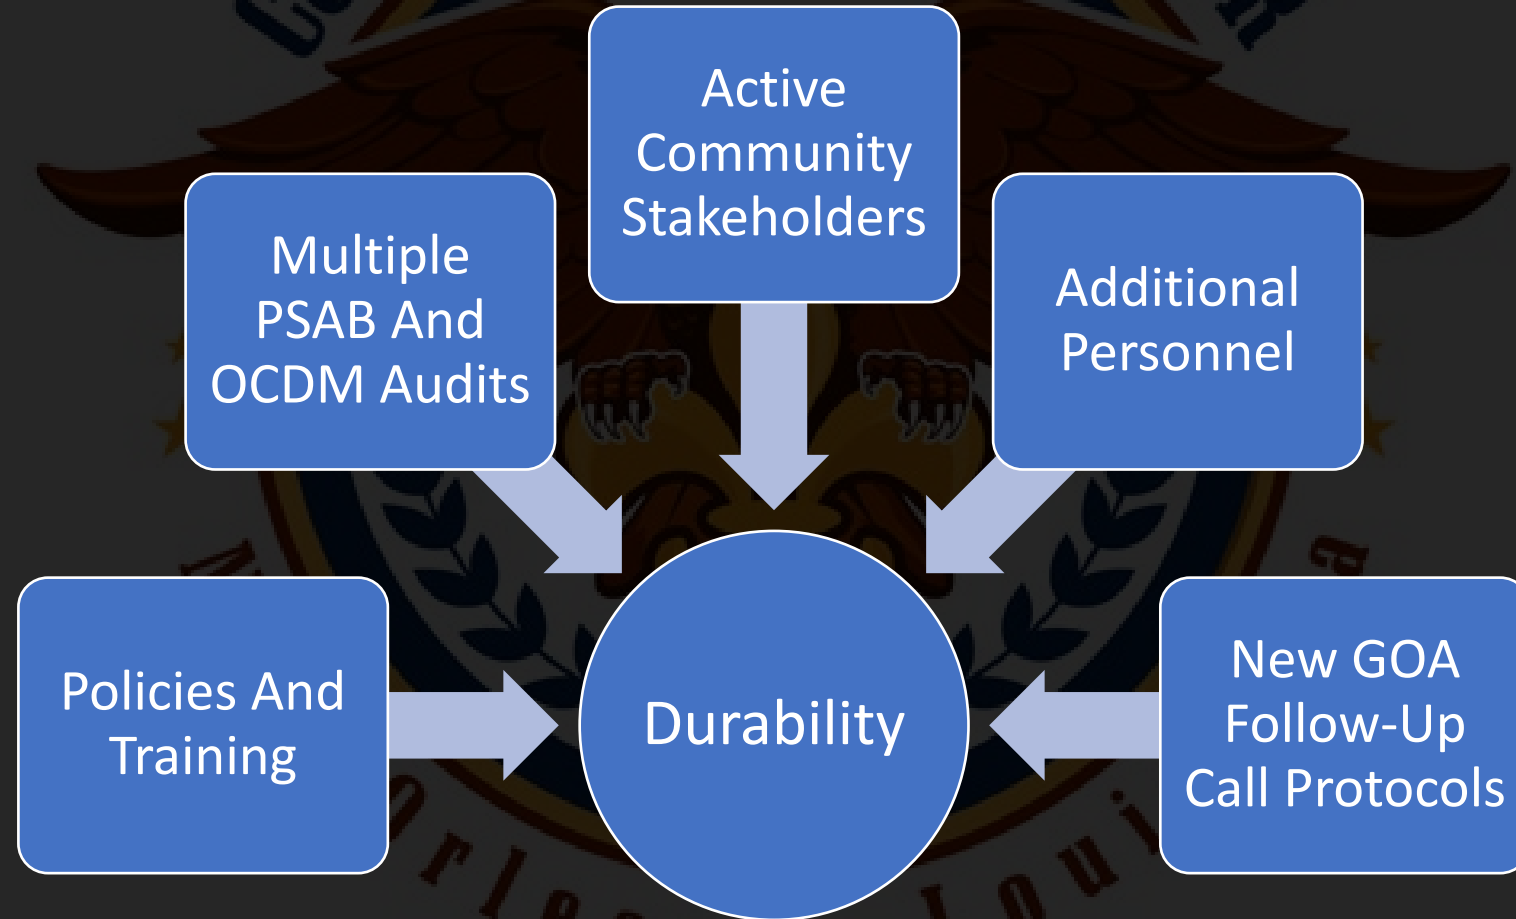 Active
Community
Stakeholders
Multiple
PSAB And
OCDM Audits
Additional
Personnel
Policies And
Training
Durability
New GOA
Follow-Up
Call Protocols